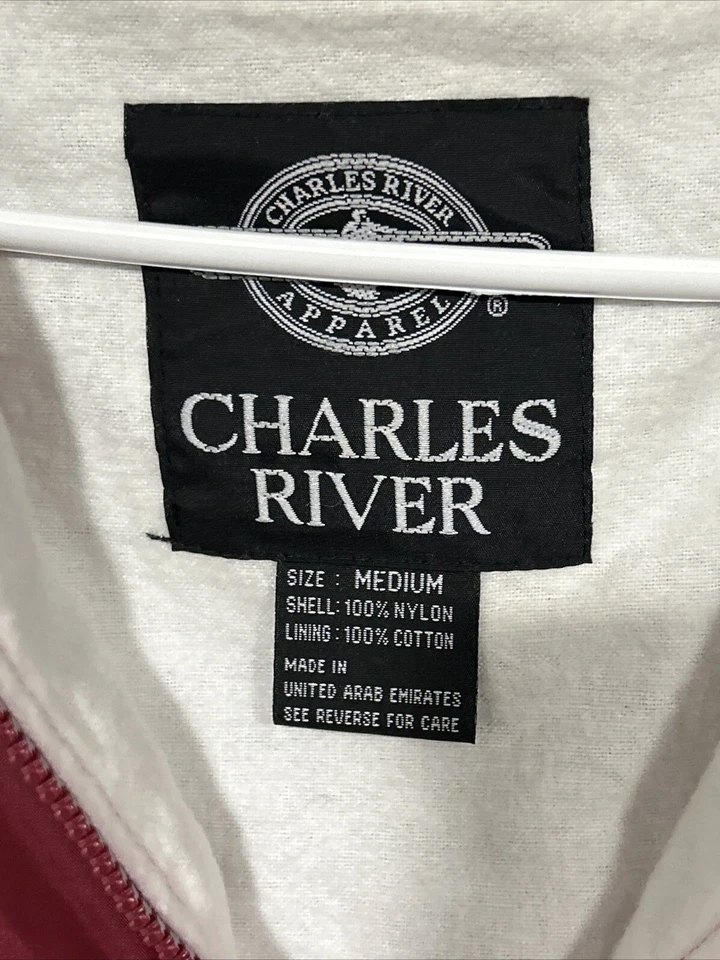 CHARLES RIVER
APPAREL
®
CHARLES
RIVER
SIZE : MEDIUM
SHELL: 100% NYLON
LINING : 100% COTTON
MADE IN
UNITED ARAB EMIRATES
SEE REVERSE FOR CARE